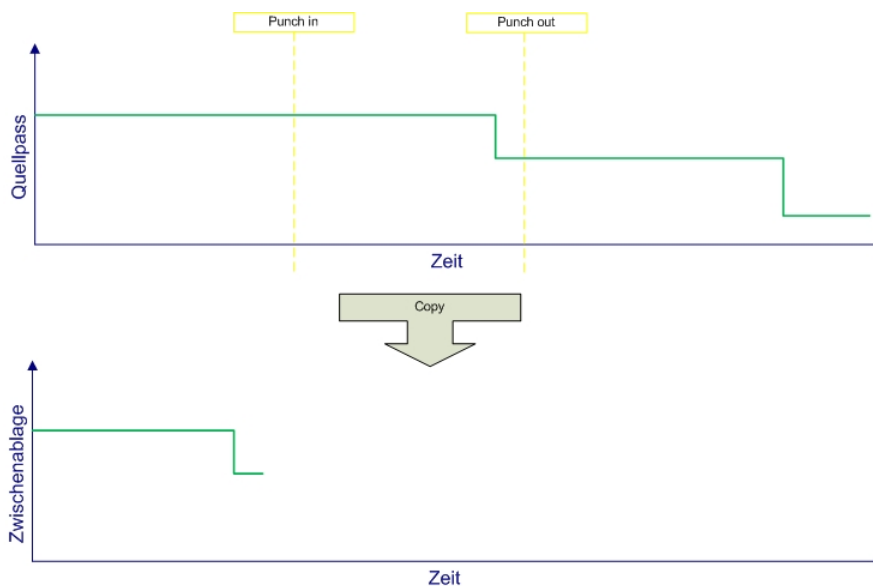 Punch in
Punch out
Quellpass
Zeit
Copy
Zwischenablage
Zeit